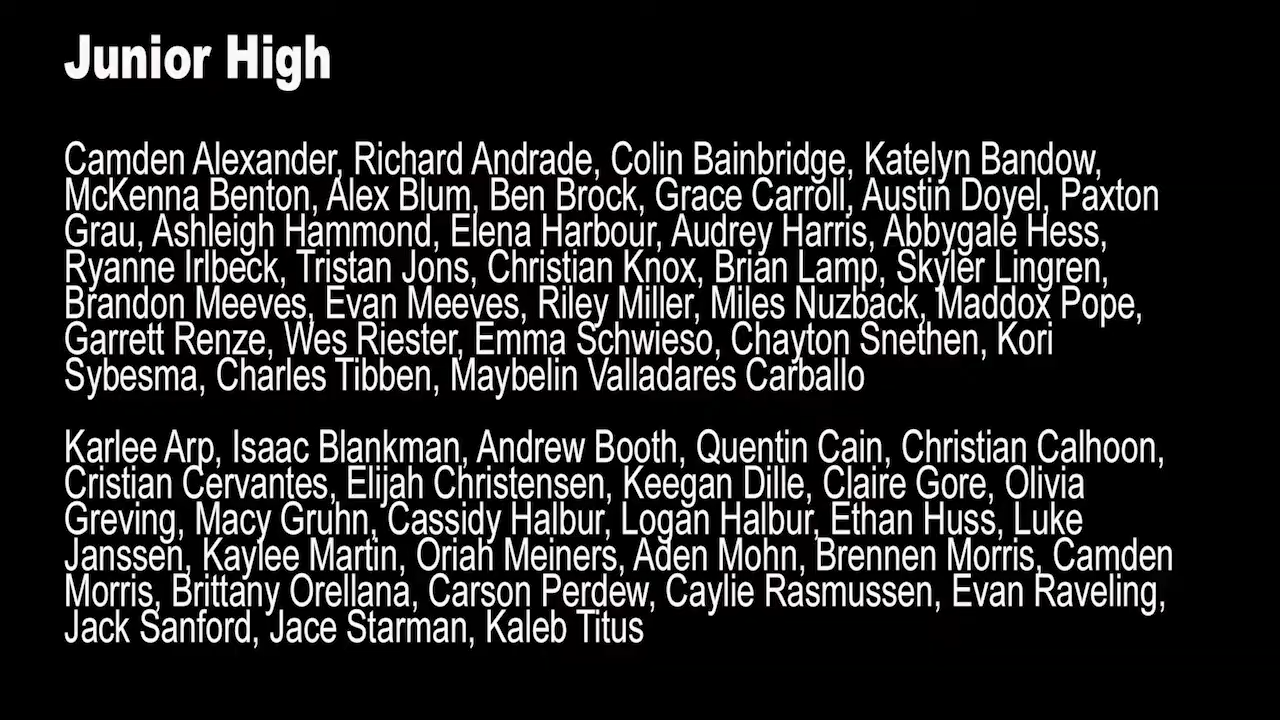 Junior High
Camden Alexander, Richard Andrade, Colin Bainbridge, Katelyn Bandow,
McKenna Benton, Alex Blum, Ben Brock, Grace Carroll, Austin Doyel, Paxton
Grau, Ashleigh Hammond, Elena Harbour, Audrey Harris, Abbygale Hess,
Ryanne Irlbeck, Tristan Jons, Christian Knox, Brian Lamp, Skyler Lingren,
Brandon Meeves, Evan Meeves, Riley Miller, Miles Nuzback, Maddox Pope,
Garrett Renze, Wes Riester, Emma Schwieso, Chayton Snethen, Kori
Sybesma, Charles Tibben, Maybelin Valladares Carballo
Karlee Arp, Isaac Blankman, Andrew Booth, Quentin Cain, Christian Calhoon,
Cristian Cervantes, Elijah Christensen, Keegan Dille, Claire Gore, Olivia
Greving, Macy Gruhn, Cassidy Halbur, Logan Halbur, Ethan Huss, Luke
Janssen, Kaylee Martin, Oriah Meiners, Aden Mohn, Brennen Morris, Camden
Morris, Brittany Orellana, Carson Perdew, Caylie Rasmussen, Evan Raveling,
Jack Sanford, Jace Starman, Kaleb Titus